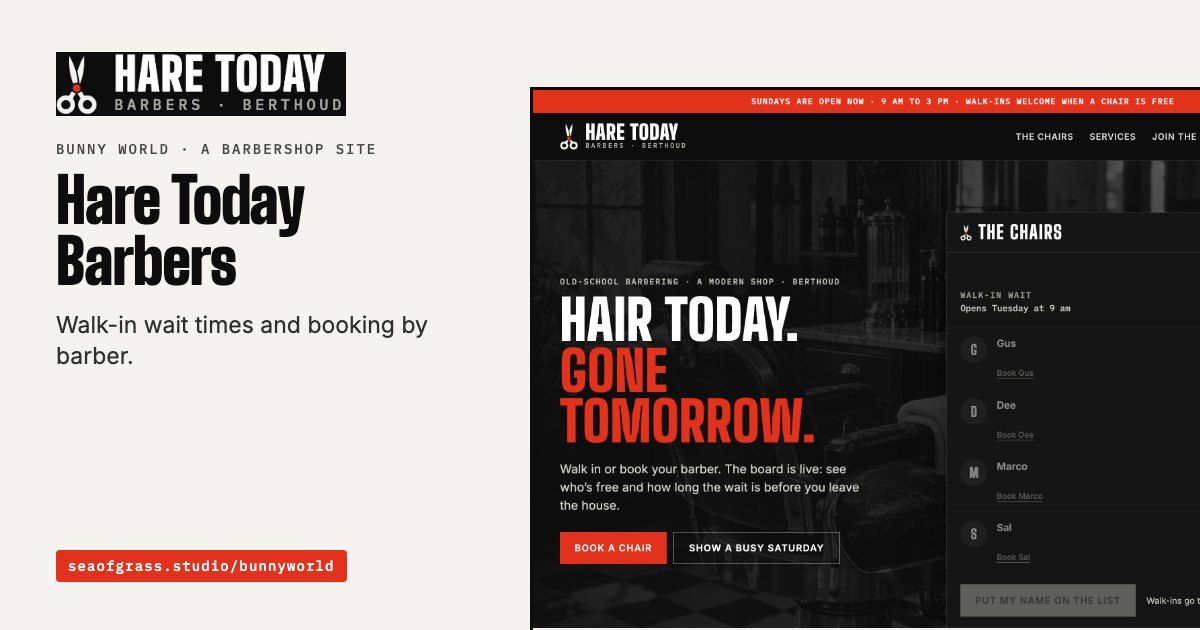 HARE TODAY
BARBERS · BERTHOUD
BUNNY WORLD · A BARBERSHOP SITE
Hare Today
Barbers
Walk-in wait times and booking by
barber.
seaofgrass.studio/bunnyworld
SUNDAYS ARE OPEN NOW · 9 AM TO 3 PM · WALK-INS WELCOME WHEN A CHAIR IS FREE
HARE TODAY
BARBERS · BERTHOUD
THE CHAIRS SERVICES JOIN THE
OLD-SCHOOL BARBERING · A MODERN SHOP · BERTHOUD
HAIR TODAY.
GONE
TOMORROW.
Walk in or book your barber. The board is live: see
who's free and how long the wait is before you leave
the house.
BOOK A CHAIR
SHOW A BUSY SATURDAY
THE CHAIRS
WALK-IN WAIT
Opens Tuesday at 9 am
G
Gus
Book Gus
D
Dee
Book Dee
M
Marco
Book Marco
S
Sal
Book Sal
PUT MY NAME ON THE LIST
Walk-ins go t